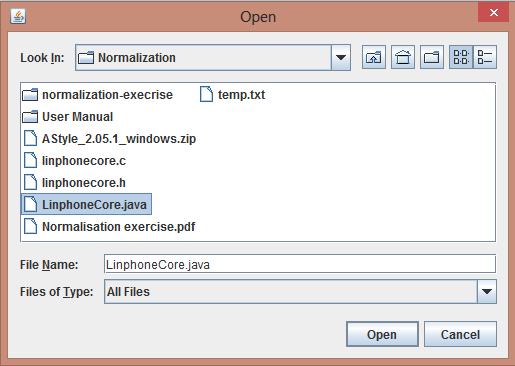 Open
Look In: Normalization
normalization-execrise
temp.txt
User Manual
AStyle_2.05.1_windows.zip
linphonecore.c
linphonecore.h
LinphoneCore.java
Normalisation exercise.pdf
File Name: LinphoneCore.java
Files of Type: All Files
Open Cancel